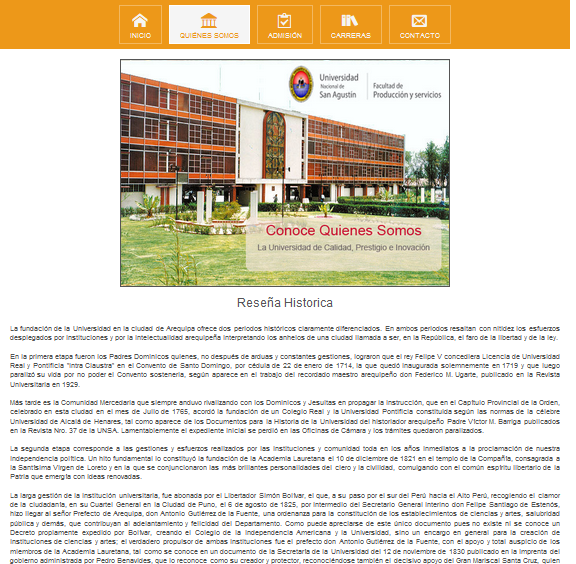 INICIO
QUIÉNES SOMOS
ADMISIÓN
CARRERAS
CONTACTO
Universidad
Nacional de
San Agustín
Facultad de
Producción y servicios
Conoce Quienes Somos
La Universidad de Calidad, Prestigio e Inovación
Reseña Historica
La fundación de la Universidad en la ciudad de Arequipa ofrece dos periodos históricos claramente diferenciados. En ambos periodos resaltan con nitidez los esfuerzos
desplegados por Instituciones y por la intelectualidad arequipeña interpretando los anhelos de una ciudad llamada a ser, en la República, el faro de la libertad y de la ley.
En la primera etapa fueron los Padres Dominicos quienes, no después de arduas y constantes gestiones, lograron que el rey Felipe V concediera Licencia de Universidad
Real y Pontificia "Intra Claustra" en el Convento de Santo Domingo, por cédula de 22 de enero de 1714, la que quedó inaugurada solemnemente en 1719 y que luego
paralizó su vida por no poder el Convento sostenerla, según aparece en el trabajo del recordado maestro arequipeño don Federico M. Ugarte, publicado en la Revista
Universitaria en 1929.
Más tarde es la Comunidad Mercedaria que siempre anduvo rivalizando con los Dominicos y Jesuitas en propagar la instrucción, que en el Capítulo Provincial de la Orden,
celebrado en esta ciudad en el mes de Julio de 1765, acordó la fundación de un Colegio Real y la Universidad Pontificia constituida según las normas de la célebre
Universidad de Alcalá de Henares, tal como aparece de los Documentos para la Historia de la Universidad del historiador arequipeño Padre Víctor M. Barriga publicados
en la Revista Nro. 37 de la UNSA. Lamentablemente el expediente inicial se perdió en las Oficinas de Cámara y los trámites quedaron paralizados.
La segunda etapa corresponde a las gestiones y esfuerzos realizados por las Instituciones y comunidad toda en los años inmediatos a la proclamación de nuestra
independencia política. Un hito fundamental lo constituyó la fundación de la Academia Lauretana el 10 de diciembre de 1821 en el templo de la Compañía, consagrada a
la Santísima Virgen de Loreto y en la que se conjuncionaran las más brillantes personalidades del clero y la civilidad, comulgando con el común espíritu libertario de la
Patria que emergía con ideas renovadas.
La larga gestión de la institución universitaria, fue abonada por el Libertador Simón Bolívar, el que, a su paso por el sur del Perú hacia el Alto Perú, recogiendo el clamor
de la ciudadanía, en su Cuartel General en la Ciudad de Puno, el 6 de agosto de 1825, por intermedio del Secretario General interino don Felipe Santiago de Estenós,
hizo llegar al señor Prefecto de Arequipa, don Antonio Gutiérrez de la Fuente, una ordenanza para la constitución de los establecimientos de ciencias y artes, salubridad
pública y demás, que contribuyan al adelantamiento y felicidad del Departamento. Como puede apreciarse de este único documento pues no existe ni se conoce un
Decreto propiamente expedido por Bolívar, creando el Colegio de la Independencia Americana y la Universidad, sino un encargo en general para la creación de
Instituciones de ciencias y artes; el verdadero propulsor de ambas Instituciones fue el prefecto don Antonio Gutiérrez de la Fuente, con el apoyo y total auspicio de los
miembros de la Academia Lauretana, tal como se conoce en un documento de la Secretaría de la Universidad del 12 de noviembre de 1830 publicado en la imprenta del
gobierno administrada por Pedro Benavides, que lo reconoce como su creador y protector, reconociéndose también el decisivo apoyo del Gran Mariscal Santa Cruz, quien